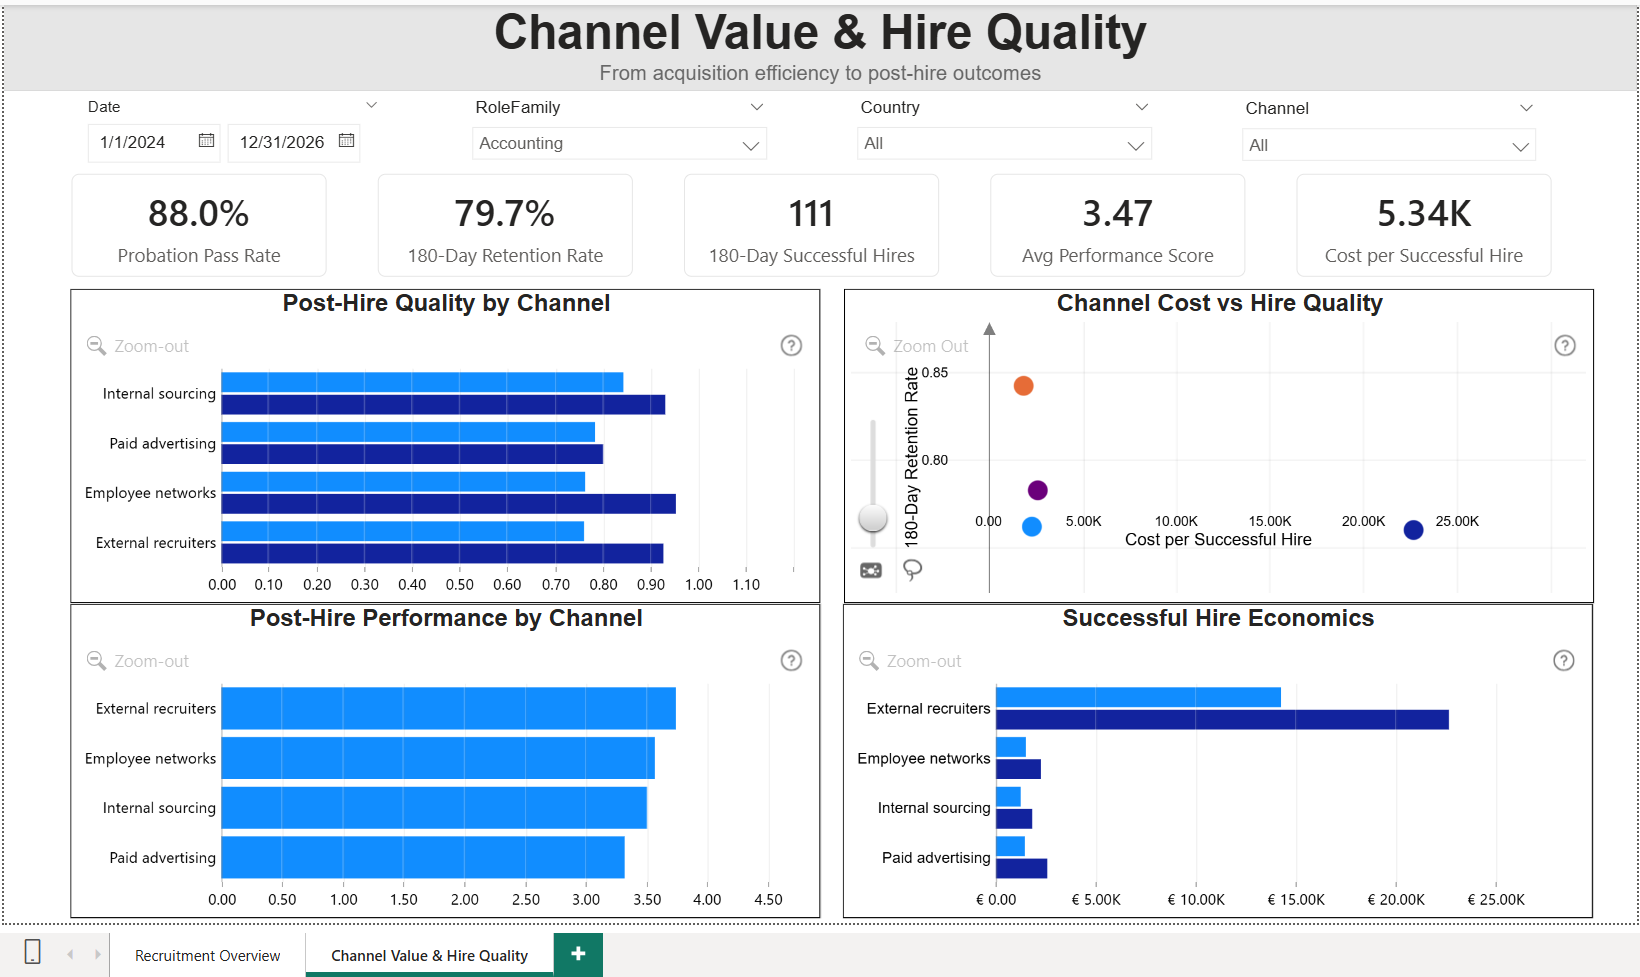 Channel Value & Hire Quality
From acquisition efficiency to post-hire outcomes
Date
RoleFamily
Country
Channel
1/1/2024
12/31/2026
Accounting
All
All
88.0%
Probation Pass Rate
79.7%
180-Day Retention Rate
111
180-Day Successful Hires
3.47
Avg Performance Score
5.34K
Cost per Successful Hire
Post-Hire Quality by Channel
Zoom-out
?
Internal sourcing
Paid advertising
Employee networks
External recruiters
0.00 0.10 0.20 0.30 0.40 0.50 0.60 0.70 0.80 0.90 1.00 1.10
Channel Cost vs Hire Quality
Zoom Out
?
180-Day Retention Rate
0.85
0.80
0.00 5.00K 10.00K 15.00K 20.00K 25.00K
Cost per Successful Hire
Post-Hire Performance by Channel
Zoom-out
?
External recruiters
Employee networks
Internal sourcing
Paid advertising
0.00 0.50 1.00 1.50 2.00 2.50 3.00 3.50 4.00 4.50
Successful Hire Economics
Zoom-out
?
External recruiters
Employee networks
Internal sourcing
Paid advertising
€ 0.00 € 5.00K € 10.00K € 15.00K € 20.00K € 25.00K
Recruitment Overview
Channel Value & Hire Quality
+